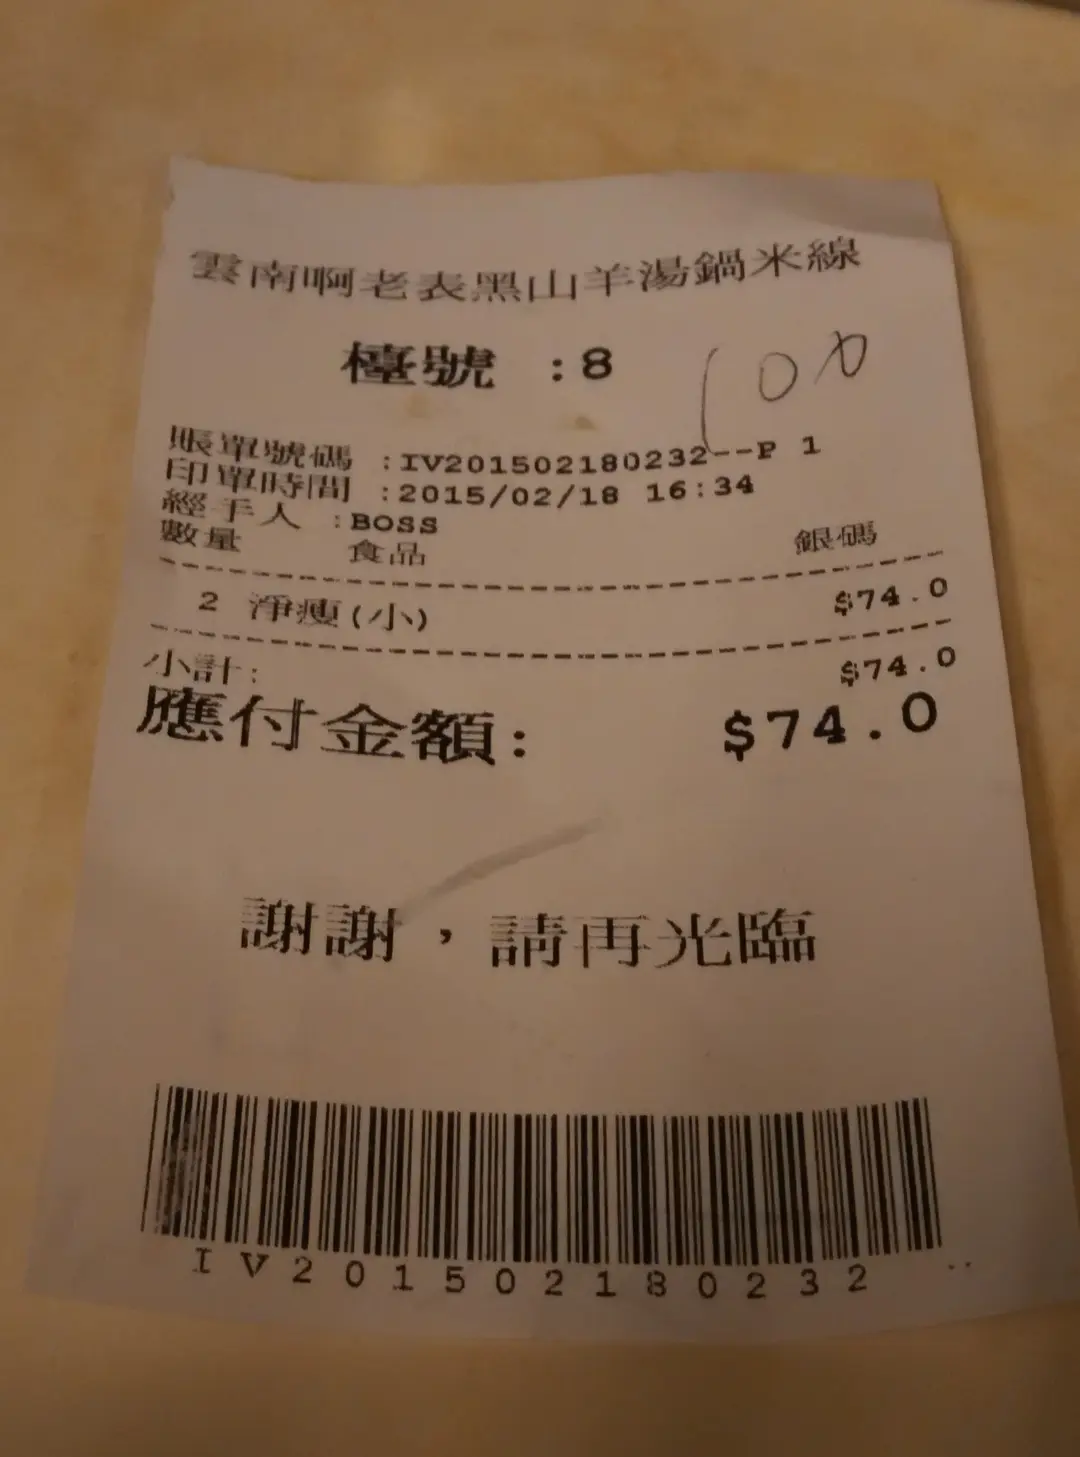 雲南啊老表黑山羊湯鍋米線
檯號 :8
100
賬單號碼 :IV201502180232--P 1
印單時間 :2015/02/18 16:34
經手人 :BOSS
數量 食品 銀碼
2 淨瘦(小) $74.0
小計: $74.0
應付金額: $74.0
謝謝，請再光臨
IV201502180232